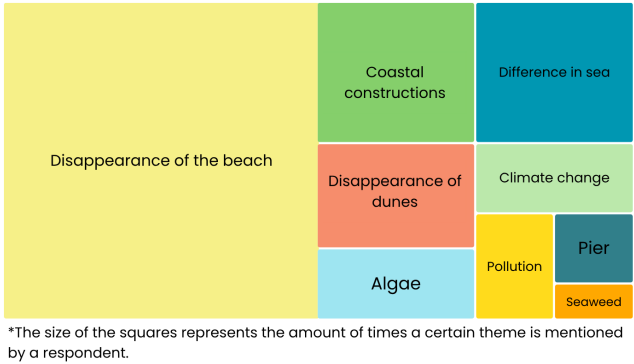 Disappearance of the beach
Coastal
constructions
Difference in sea
Disappearance of
dunes
Climate change
Algae
Pollution
Pier
Seaweed
*The size of the squares represents the amount of times a certain theme is mentioned
by a respondent.